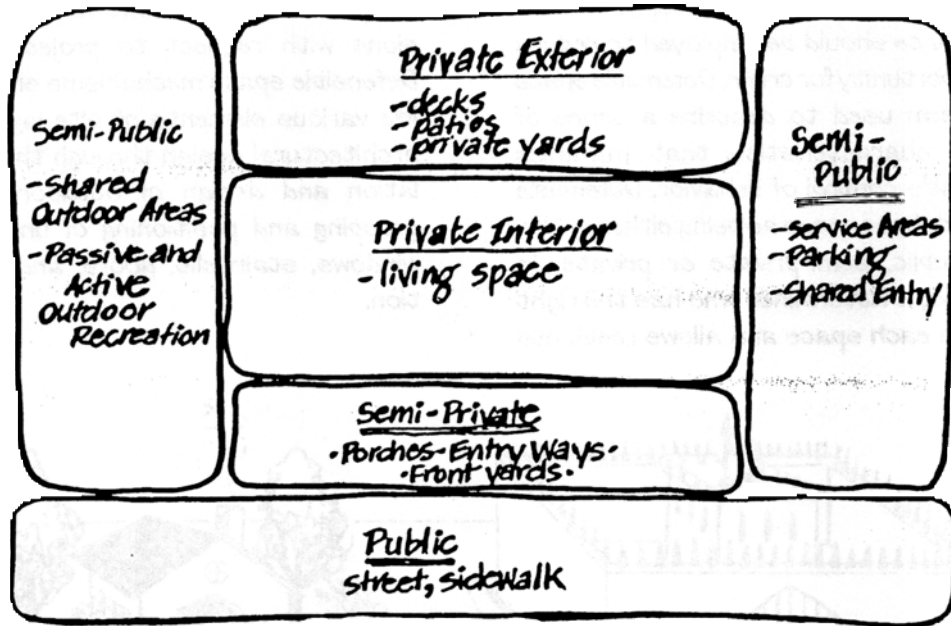 Private Exterior
-decks
-patios
-private yards
Semi-Public
-Shared
Outdoor Areas
-Passive and
Active
Outdoor
Recreation
Private Interior
-living space
Semi
Public
-Service Areas
-Parking
-Shared Entry
Semi-Private
·Porches-Entry Ways·
·Front yards·
Public
street, sidewalk